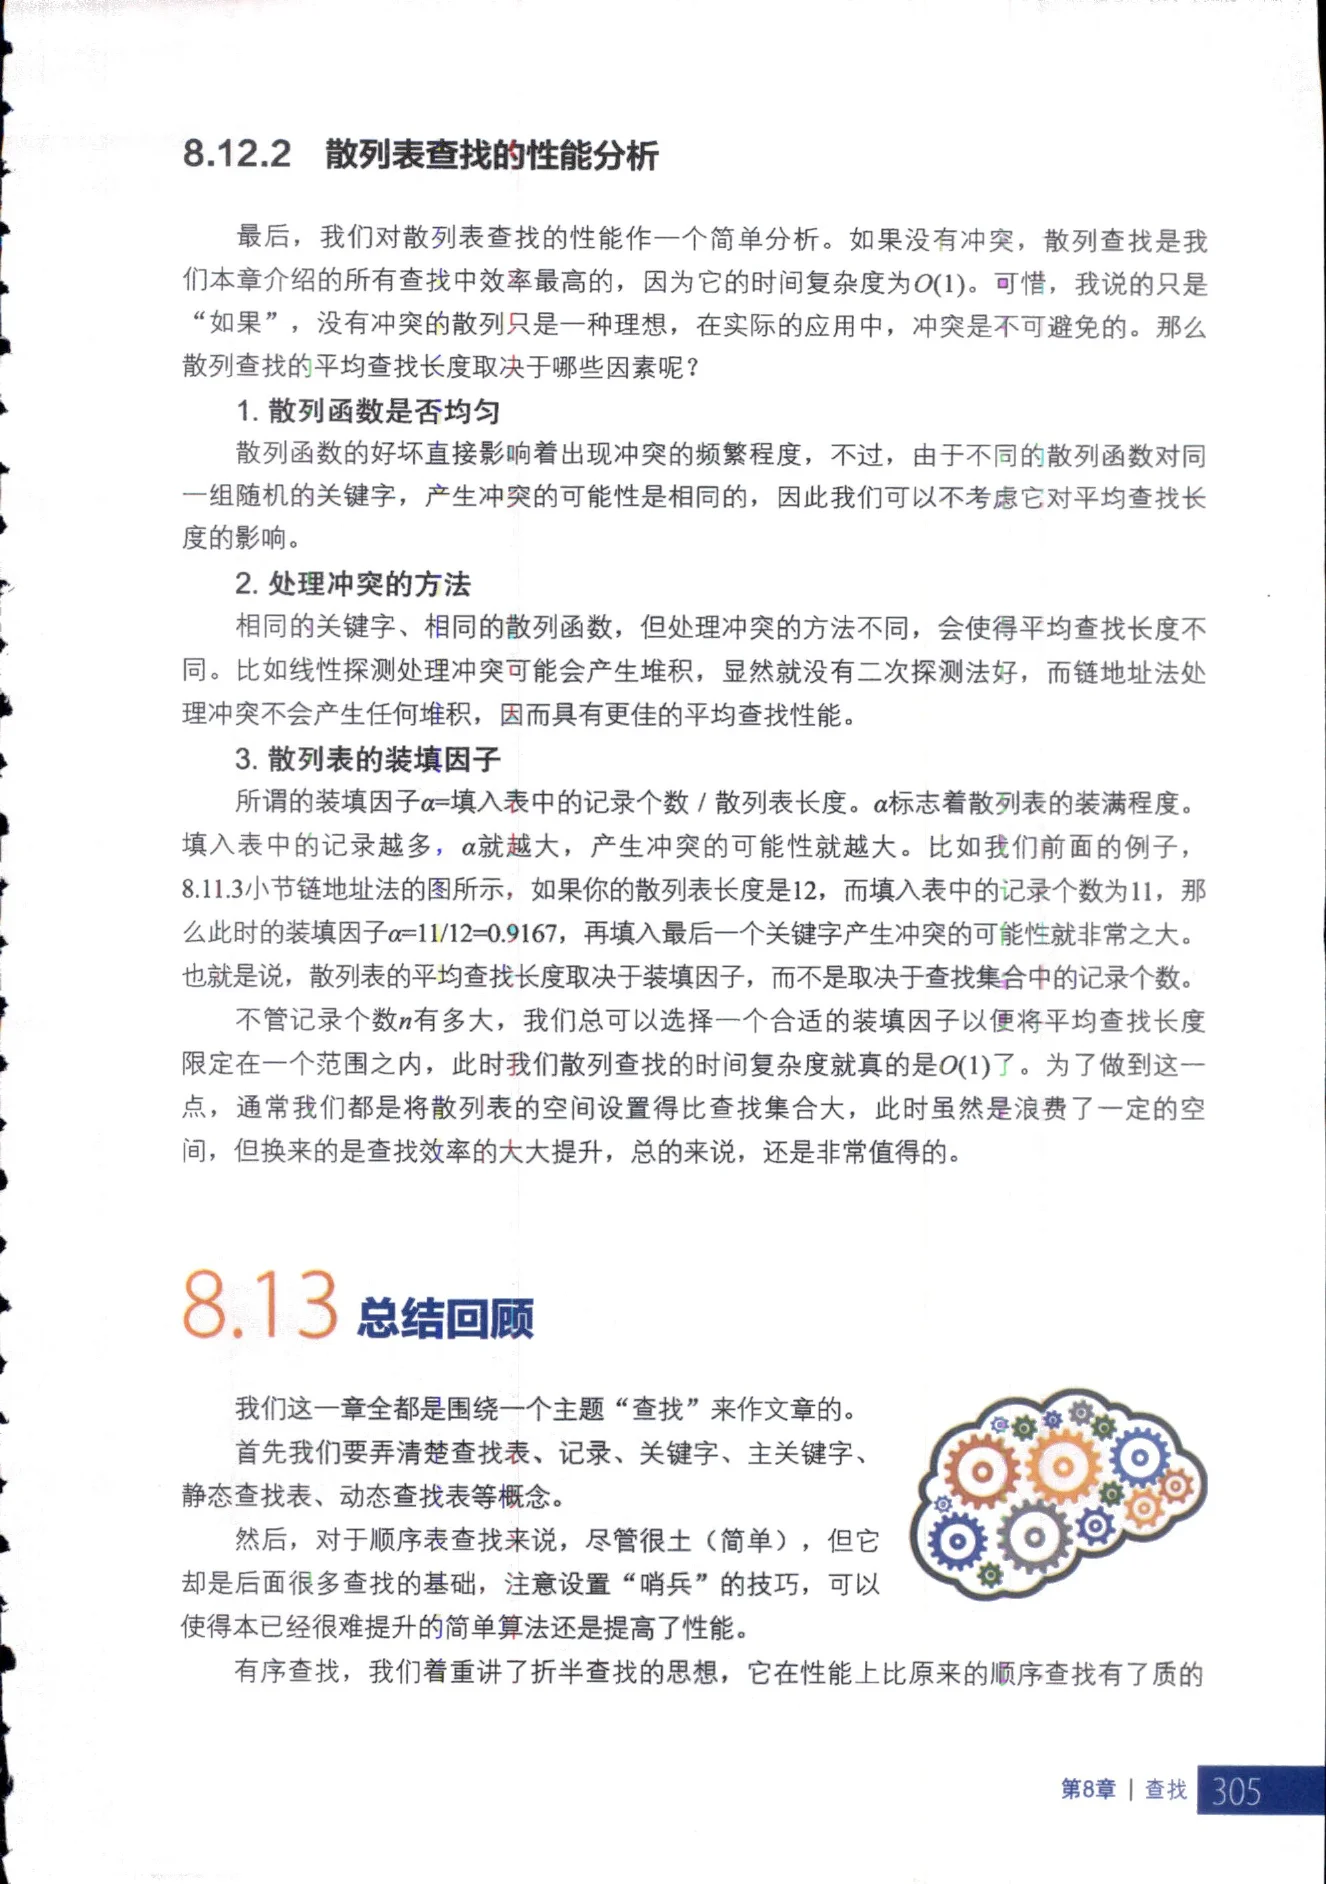 8.12.2 散列表查找的性能分析
最后，我们对散列表查找的性能作一个简单分析。如果没有冲突，散列查找是我
们本章介绍的所有查找中效率最高的，因为它的时间复杂度为O(1)。可惜，我说的只是
“如果”，没有冲突的散列只是一种理想，在实际的应用中，冲突是不可避免的。那么
散列查找的平均查找长度取决于哪些因素呢？
1. 散列函数是否均匀
散列函数的好坏直接影响着出现冲突的频繁程度，不过，由于不同的散列函数对同
一组随机的关键字，产生冲突的可能性是相同的，因此我们可以不考虑它对平均查找长
度的影响。
2. 处理冲突的方法
相同的关键字、相同的散列函数，但处理冲突的方法不同，会使得平均查找长度不
同。比如线性探测处理冲突可能会产生堆积，显然就没有二次探测法好，而链地址法处
理冲突不会产生任何堆积，因而具有更佳的平均查找性能。
3. 散列表的装填因子
所谓的装填因子α=填入表中的记录个数 / 散列表长度。α标志着散列表的装满程度。
填入表中的记录越多，α就越大，产生冲突的可能性就越大。比如我们前面的例子，
8.11.3小节链地址法的图所示，如果你的散列表长度是12，而填入表中的记录个数为11，那
么此时的装填因子α=11/12=0.9167，再填入最后一个关键字产生冲突的可能性就非常之大。
也就是说，散列表的平均查找长度取决于装填因子，而不是取决于查找集合中的记录个数。
不管记录个数n有多大，我们总可以选择一个合适的装填因子以便将平均查找长度
限定在一个范围之内，此时我们散列查找的时间复杂度就真的是O(1)了。为了做到这一
点，通常我们都是将散列表的空间设置得比查找集合大，此时虽然是浪费了一定的空
间，但换来的是查找效率的大大提升，总的来说，还是非常值得的。
8.13 总结回顾
我们这一章全都是围绕一个主题“查找”来作文章的。
首先我们要弄清楚查找表、记录、关键字、主关键字、
静态查找表、动态查找表等概念。
然后，对于顺序表查找来说，尽管很土（简单），但它
却是后面很多查找的基础，注意设置“哨兵”的技巧，可以
使得本已经很难提升的简单算法还是提高了性能。
有序查找，我们着重讲了折半查找的思想，它在性能上比原来的顺序查找有了质的
第8章 | 查找 305